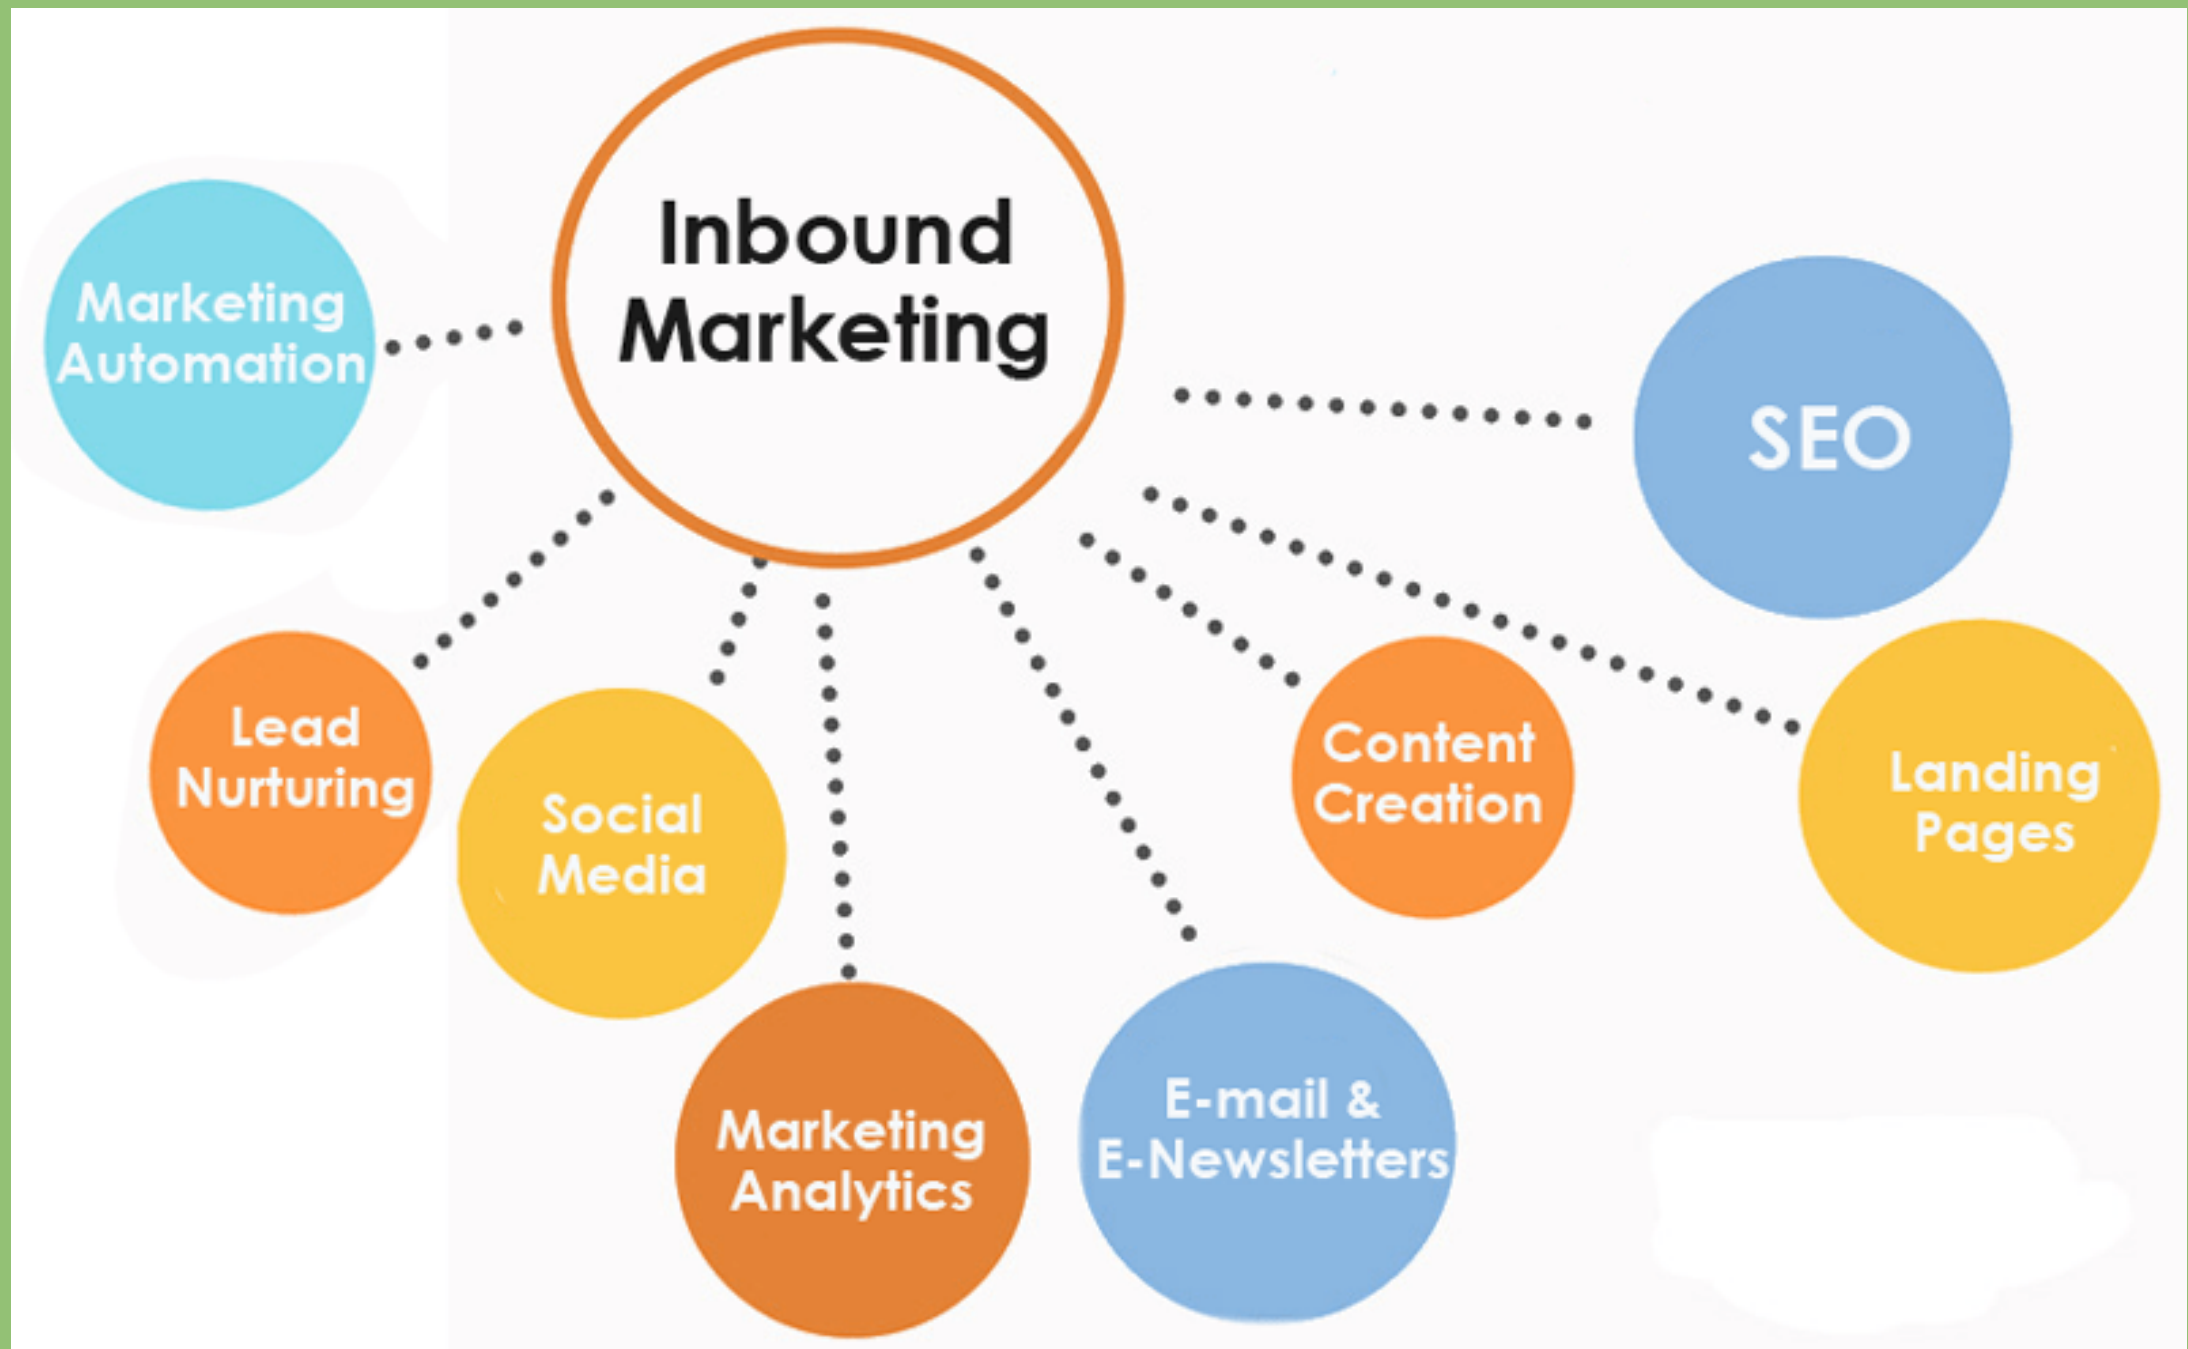 Inbound
Marketing
Marketing
Automation
SEO
Lead
Nurturing
Social
Media
Content
Creation
Landing
Pages
Marketing
Analytics
E-mail &
E-Newsletters